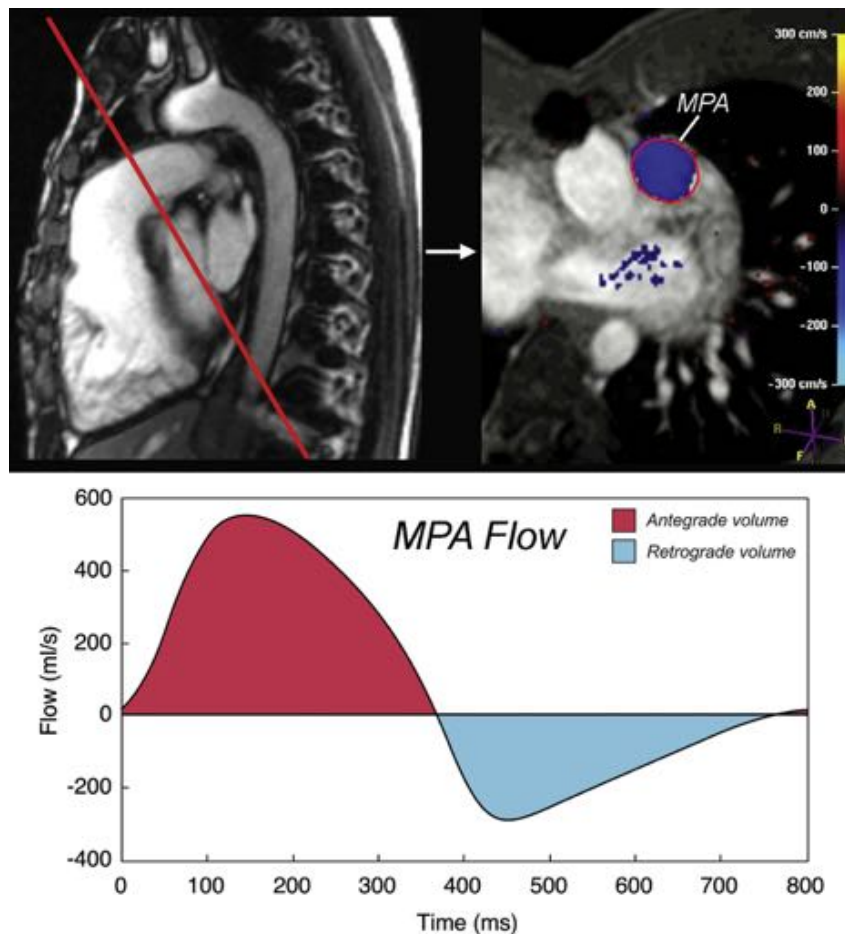 300 cm/s
MPA
200
100
0
-100
-200
-300 cm/s
A
R
F
600
MPA Flow
Antegrade volume
Retrograde volume
400
200
0
-200
-400
Flow (ml/s)
0 100 200 300 400 500 600 700 800
Time (ms)